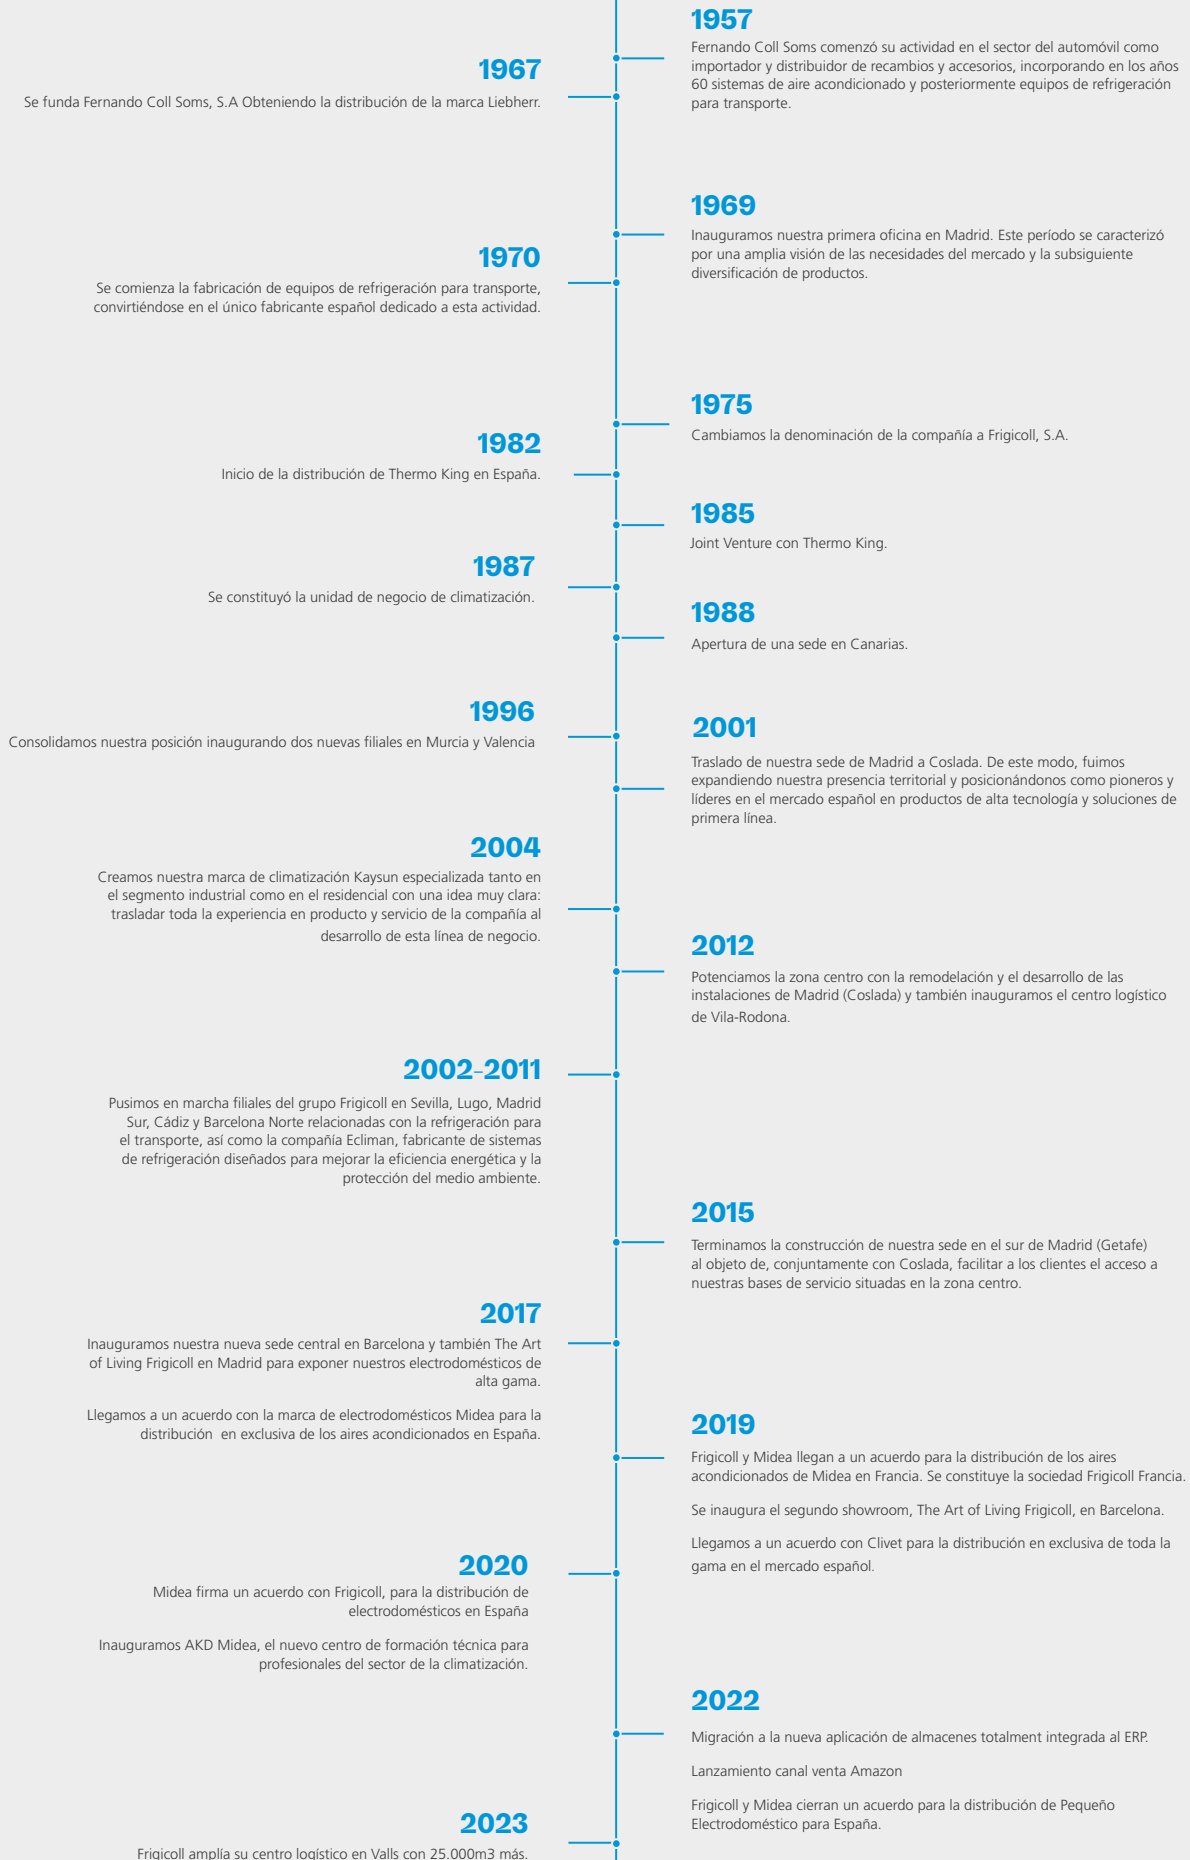 1957
Fernando Coll Soms comenzó su actividad en el sector del automóvil como
importador y distribuidor de recambios y accesorios, incorporando en los años
60 sistemas de aire acondicionado y posteriormente equipos de refrigeración
para transporte.
1967
Se funda Fernando Coll Soms, S.A Obteniendo la distribución de la marca Liebherr.
1969
Inauguramos nuestra primera oficina en Madrid. Este período se caracterizó
por una amplia visión de las necesidades del mercado y la subsiguiente
diversificación de productos.
1970
Se comienza la fabricación de equipos de refrigeración para transporte,
convirtiéndose en el único fabricante español dedicado a esta actividad.
1975
Cambiamos la denominación de la compañía a Frigicoll, S.A.
1982
Inicio de la distribución de Thermo King en España.
1985
Joint Venture con Thermo King.
1987
Se constituyó la unidad de negocio de climatización.
1988
Apertura de una sede en Canarias.
1996
Consolidamos nuestra posición inaugurando dos nuevas filiales en Murcia y Valencia
2001
Traslado de nuestra sede de Madrid a Coslada. De este modo, fuimos
expandiendo nuestra presencia territorial y posicionándonos como pioneros y
líderes en el mercado español en productos de alta tecnología y soluciones de
primera línea.
2004
Creamos nuestra marca de climatización Kaysun especializada tanto en
el segmento industrial como en el residencial con una idea muy clara:
trasladar toda la experiencia en producto y servicio de la compañía al
desarrollo de esta línea de negocio.
2012
Potenciamos la zona centro con la remodelación y el desarrollo de las
instalaciones de Madrid (Coslada) y también inauguramos el centro logístico
de Vila-Rodona.
2002-2011
Pusimos en marcha filiales del grupo Frigicoll en Sevilla, Lugo, Madrid
Sur, Cádiz y Barcelona Norte relacionadas con la refrigeración para
el transporte, así como la compañía Ecliman, fabricante de sistemas
de refrigeración diseñados para mejorar la eficiencia energética y la
protección del medio ambiente.
2015
Terminamos la construcción de nuestra sede en el sur de Madrid (Getafe)
al objeto de, conjuntamente con Coslada, facilitar a los clientes el acceso a
nuestras bases de servicio situadas en la zona centro.
2017
Inauguramos nuestra nueva sede central en Barcelona y también The Art
of Living Frigicoll en Madrid para exponer nuestros electrodomésticos de
alta gama.
Llegamos a un acuerdo con la marca de electrodomésticos Midea para la
distribución en exclusiva de los aires acondicionados en España.
2019
Frigicoll y Midea llegan a un acuerdo para la distribución de los aires
acondicionados de Midea en Francia. Se constituye la sociedad Frigicoll Francia.
Se inaugura el segundo showroom, The Art of Living Frigicoll, en Barcelona.
Llegamos a un acuerdo con Clivet para la distribución en exclusiva de toda la
gama en el mercado español.
2020
Midea firma un acuerdo con Frigicoll, para la distribución de
electrodomésticos en España
Inauguramos AKD Midea, el nuevo centro de formación técnica para
profesionales del sector de la climatización.
2022
Migración a la nueva aplicación de almacenes totalment integrada al ERP.
Lanzamiento canal venta Amazon
Frigicoll y Midea cierran un acuerdo para la distribución de Pequeño
Electrodoméstico para España.
2023
Frigicoll amplía su centro logístico en Valls con 25.000m3 más.